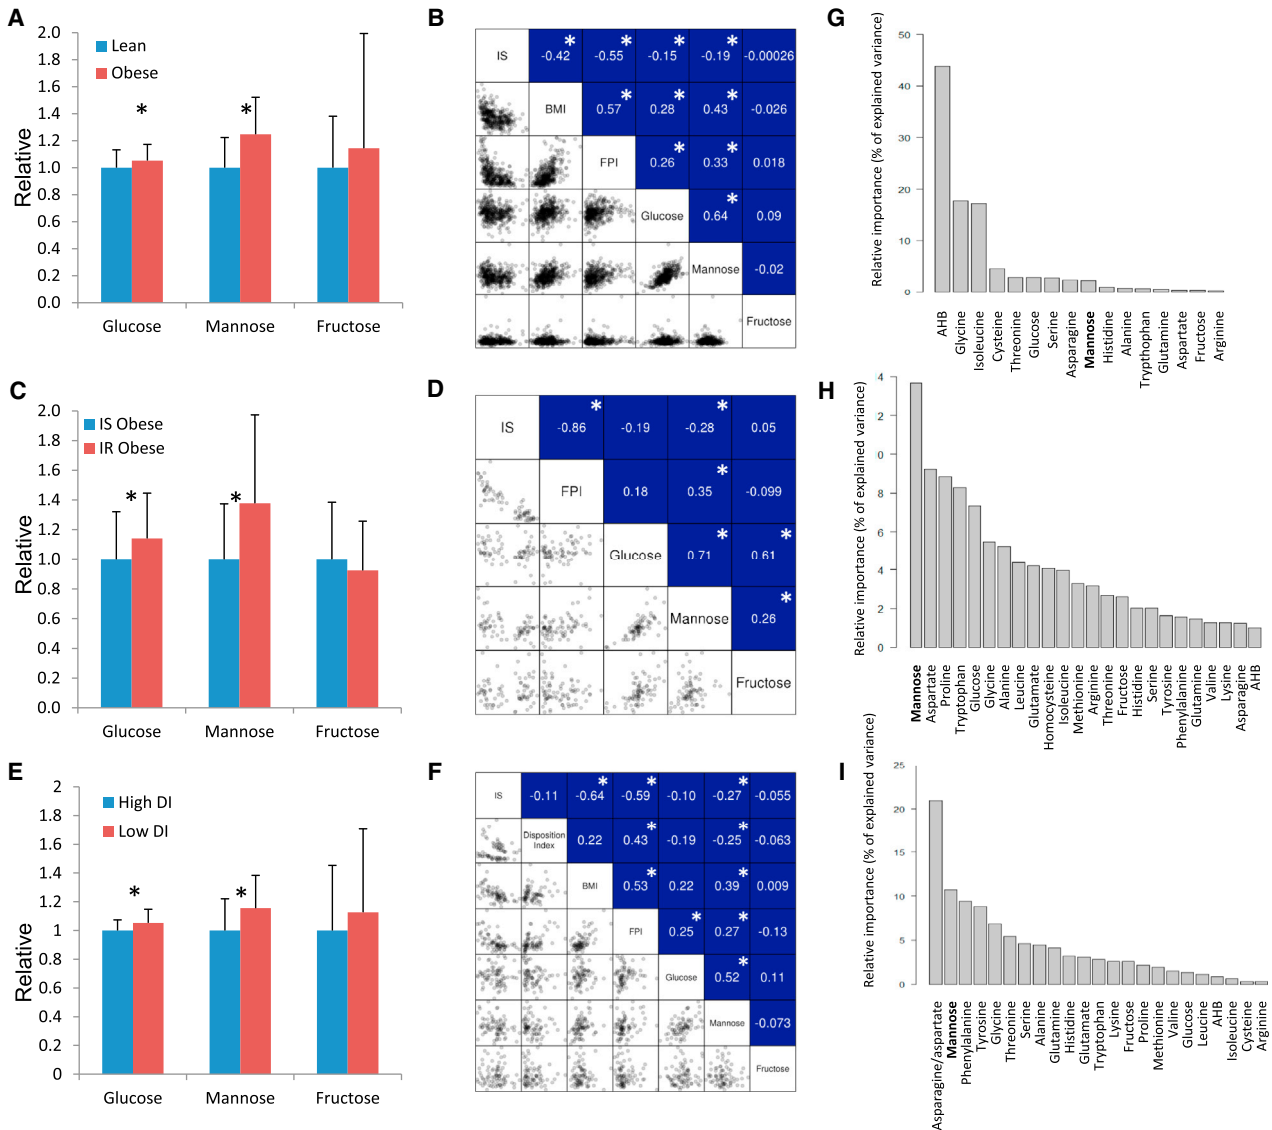 A
Relative
2.0
1.8
1.6
1.4
1.2
1.0
0.8
0.6
0.4
0.2
0.0
Lean
Obese
*
*
Glucose Mannose Fructose
B
IS -0.42* -0.55* -0.15* -0.19* -0.00026
BMI 0.57* 0.28* 0.43* -0.026
FPI 0.26* 0.33* 0.018
Glucose 0.64* 0.09
Mannose -0.02
Fructose
G
Relative importance (% of explained variance)
50
40
30
20
10
0
AHB
Glycine
Isoleucine
Cysteine
Threonine
Glucose
Serine
Asparagine
Mannose
Histidine
Alanine
Trypthophan
Glutamine
Aspartate
Fructose
Arginine
C
Relative
2.0
1.8
1.6
1.4
1.2
1.0
0.8
0.6
0.4
0.2
0.0
IS Obese
IR Obese
*
*
Glucose Mannose Fructose
D
IS -0.86* -0.19 -0.28* 0.05
FPI 0.18 0.35* -0.099
Glucose 0.71* 0.61*
Mannose 0.26*
Fructose
H
Relative importance (% of explained variance)
4
2
0
8
6
4
2
0
Mannose
Aspartate
Proline
Tryptophan
Glucose
Glycine
Alanine
Leucine
Glutamate
Homocysteine
Isoleucine
Methionine
Arginine
Threonine
Fructose
Histidine
Serine
Tyrosine
Phenylalanine
Glutamine
Valine
Lysine
Asparagine
AHB
E
Relative
2
1.8
1.6
1.4
1.2
1
0.8
0.6
0.4
0.2
0
High DI
Low DI
*
*
Glucose Mannose Fructose
F
IS -0.11 -0.64* -0.59* -0.10 -0.27* -0.055
Disposition
Index
0.22 0.43* -0.19 -0.25* -0.063
BMI 0.53* 0.22 0.39* 0.009
FPI 0.25* 0.27* -0.13
Glucose 0.52* 0.11
Mannose -0.073
Fructose
I
Relative importance (% of explained variance)
25
20
15
10
5
0
Asparagine/aspartate
Mannose
Phenylalanine
Tyrosine
Glycine
Threonine
Serine
Alanine
Glutamine
Histidine
Glutamate
Tryptophan
Lysine
Fructose
Proline
Methionine
Valine
Glucose
Leucine
AHB
Isoleucine
Cysteine
Arginine